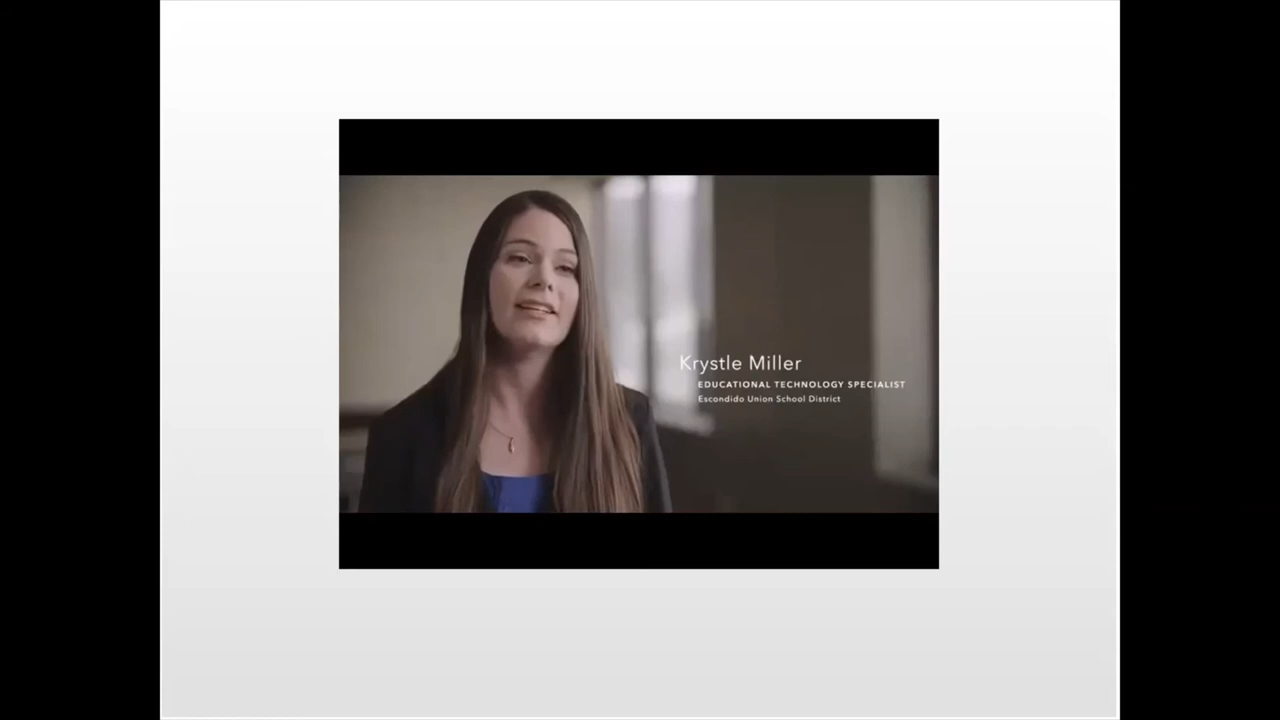 Krystle Miller
EDUCATIONAL TECHNOLOGY SPECIALIST
Escondido Union School District